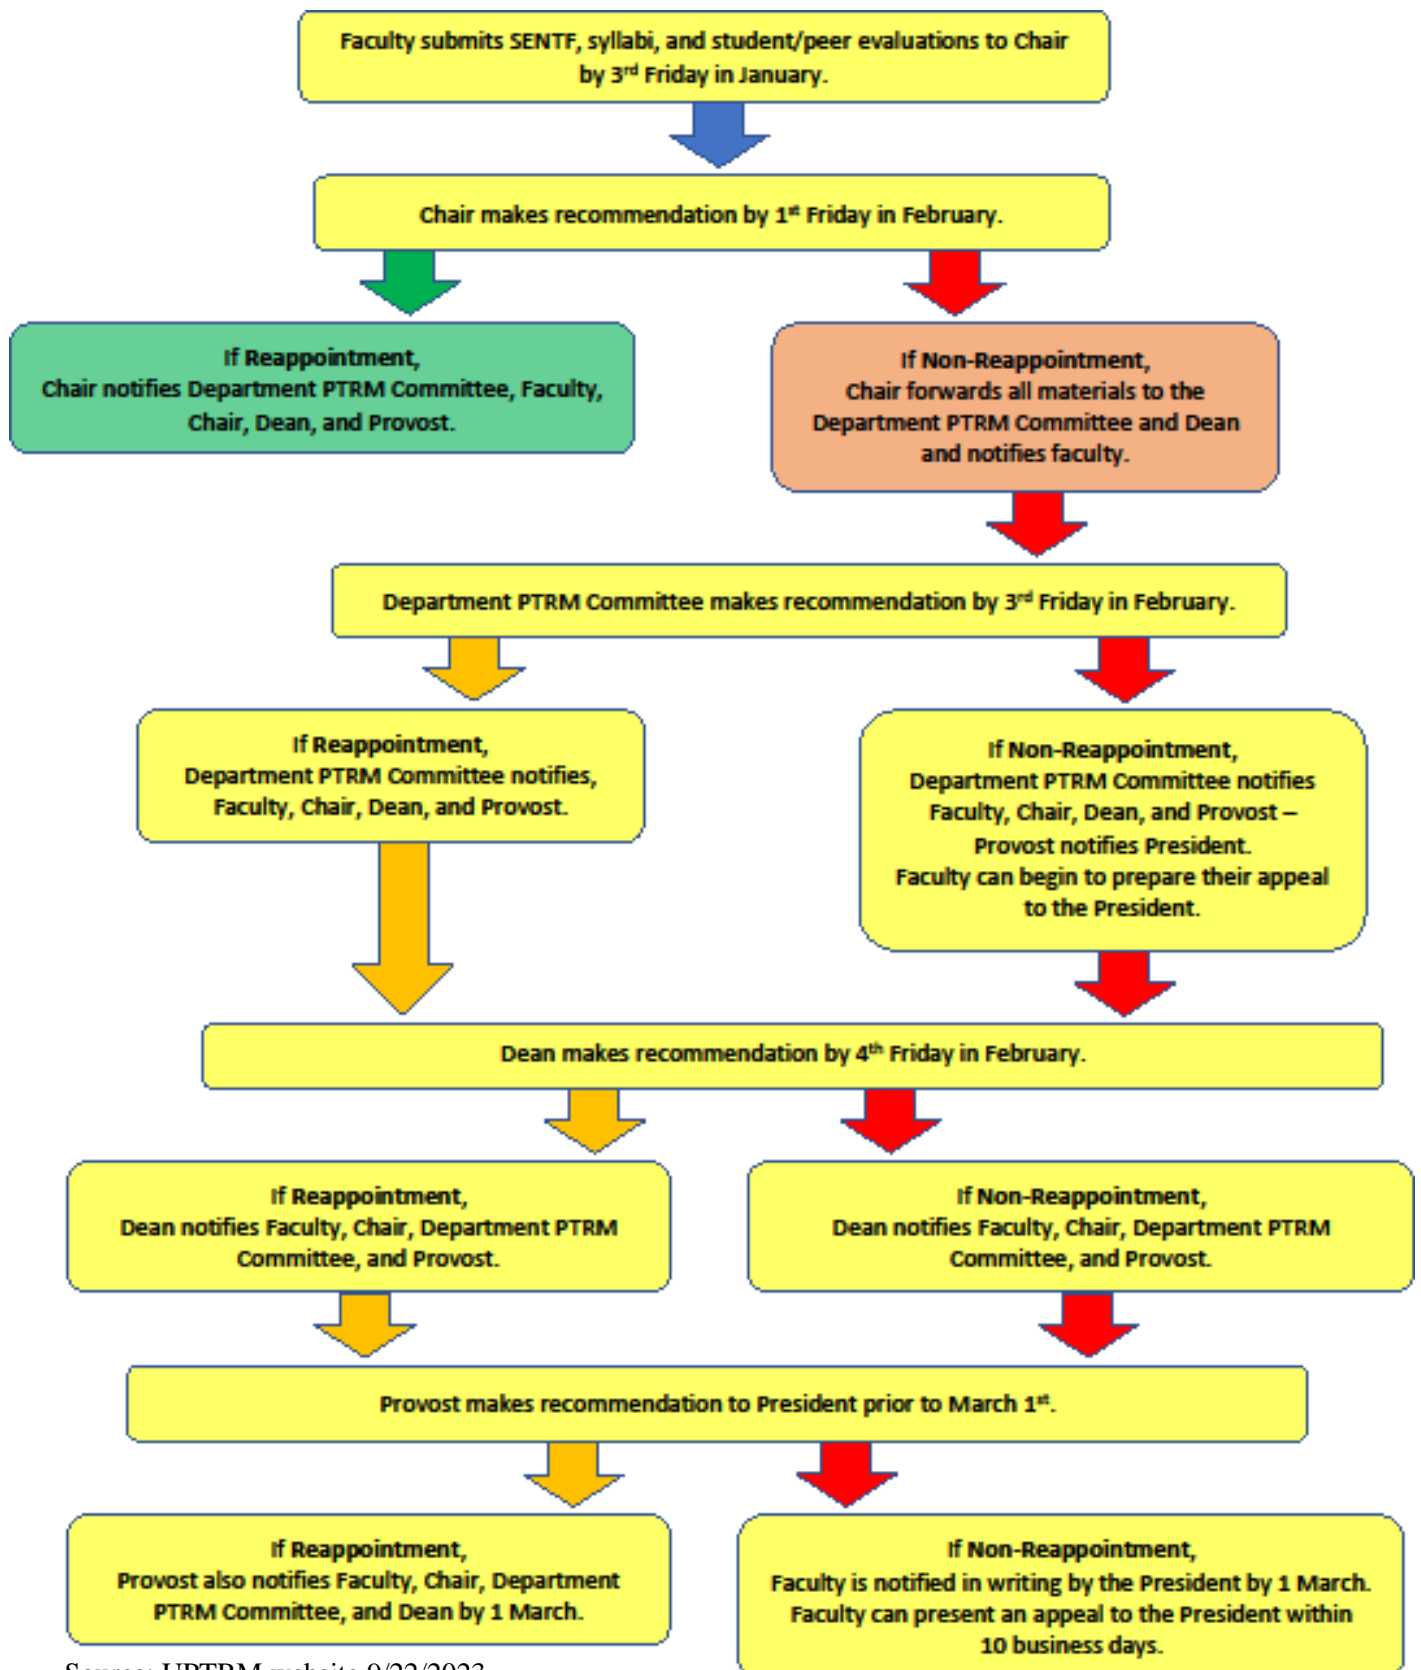 Faculty submits SENTF, syllabi, and student/peer evaluations to Chair
by 3rd Friday in January.
Chair makes recommendation by 1st Friday in February.
If Reappointment,
Chair notifies Department PTRM Committee, Faculty,
Chair, Dean, and Provost.
If Non-Reappointment,
Chair forwards all materials to the
Department PTRM Committee and Dean
and notifies faculty.
Department PTRM Committee makes recommendation by 3rd Friday in February.
If Reappointment,
Department PTRM Committee notifies,
Faculty, Chair, Dean, and Provost.
If Non-Reappointment,
Department PTRM Committee notifies
Faculty, Chair, Dean, and Provost –
Provost notifies President.
Faculty can begin to prepare their appeal
to the President.
Dean makes recommendation by 4th Friday in February.
If Reappointment,
Dean notifies Faculty, Chair, Department PTRM
Committee, and Provost.
If Non-Reappointment,
Dean notifies Faculty, Chair, Department PTRM
Committee, and Provost.
Provost makes recommendation to President prior to March 1st.
If Reappointment,
Provost also notifies Faculty, Chair, Department
PTRM Committee, and Dean by 1 March.
If Non-Reappointment,
Faculty is notified in writing by the President by 1 March.
Faculty can present an appeal to the President within
10 business days.
Source: UPTRM website 9/22/2023